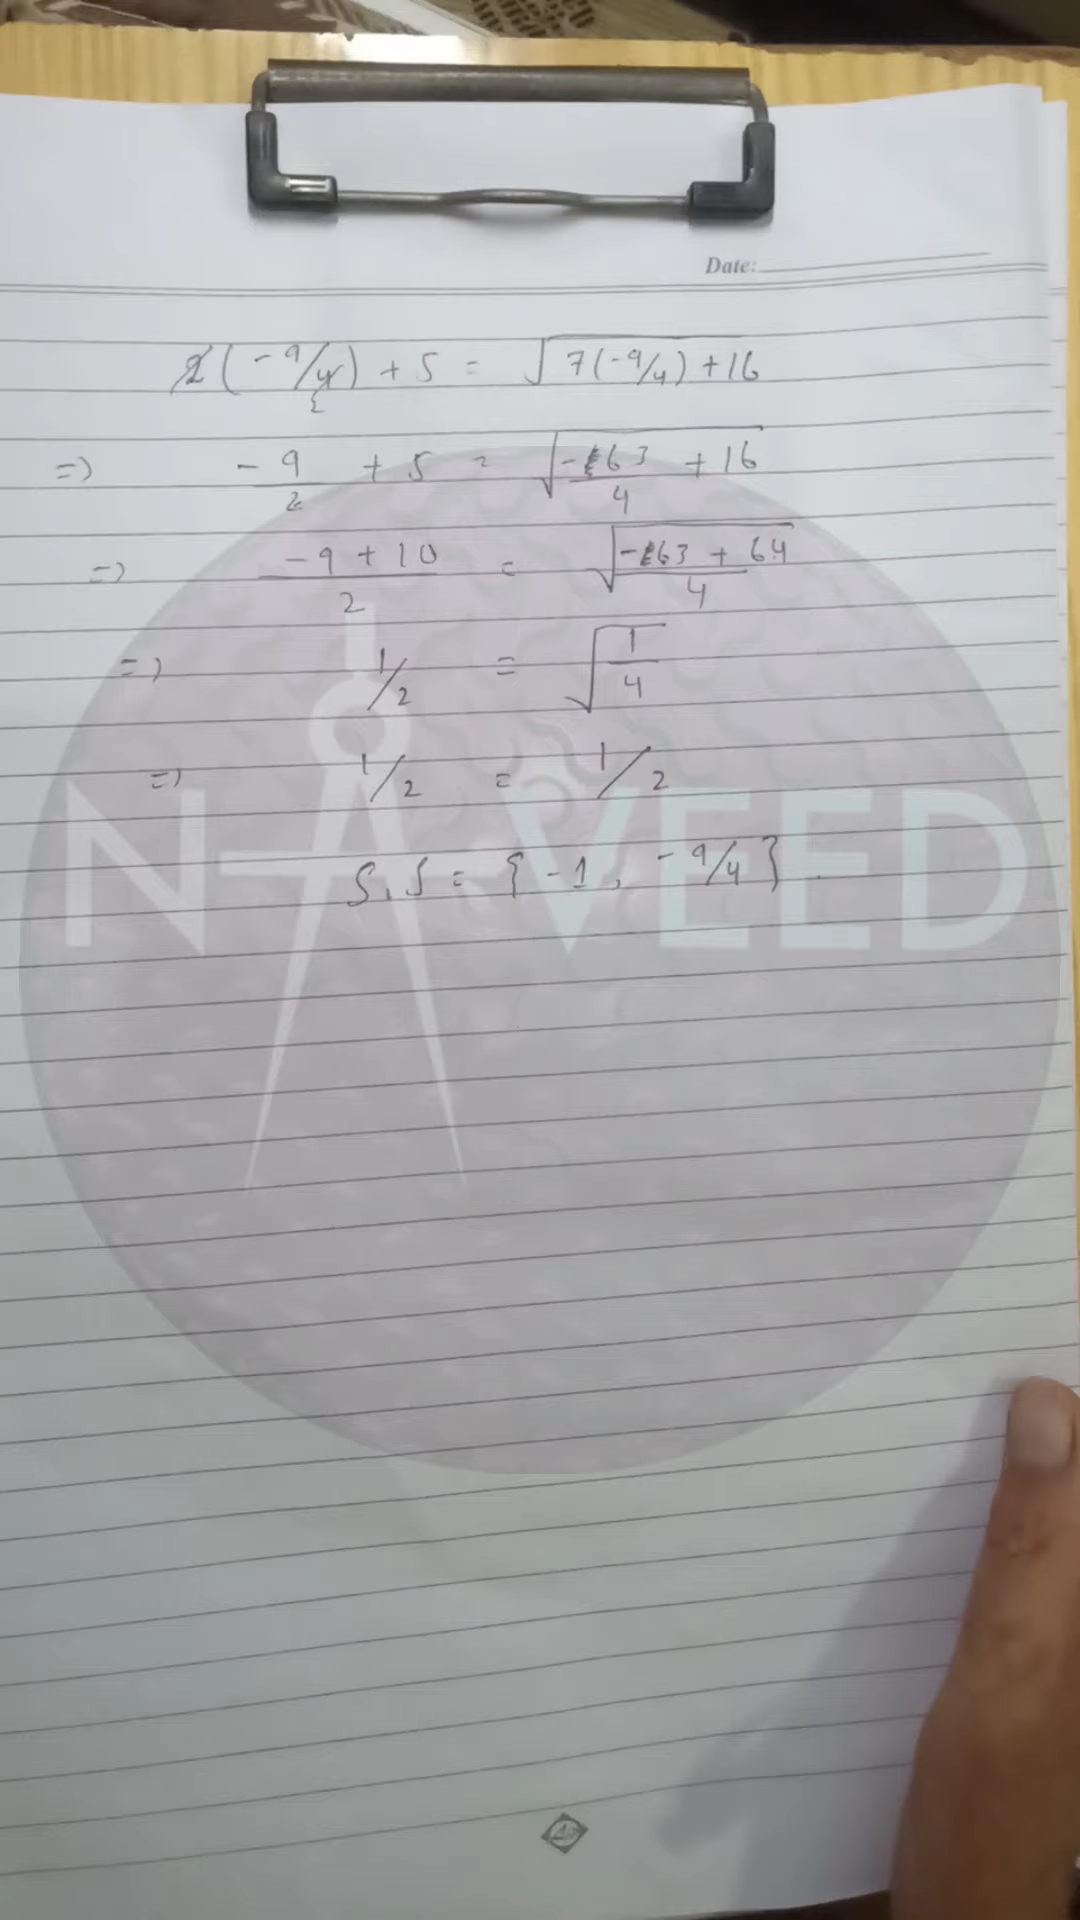 Date:
2(-9/4) + 5 = √7(-9/4) + 16
2
=) -9/2 + 5 = √-63/4 + 16
=) -9 + 10/2 = √-63 + 64/4
=) 1/2 = √1/4
=) 1/2 = 1/2
NAVEED
S.S = {-1, -9/4}.